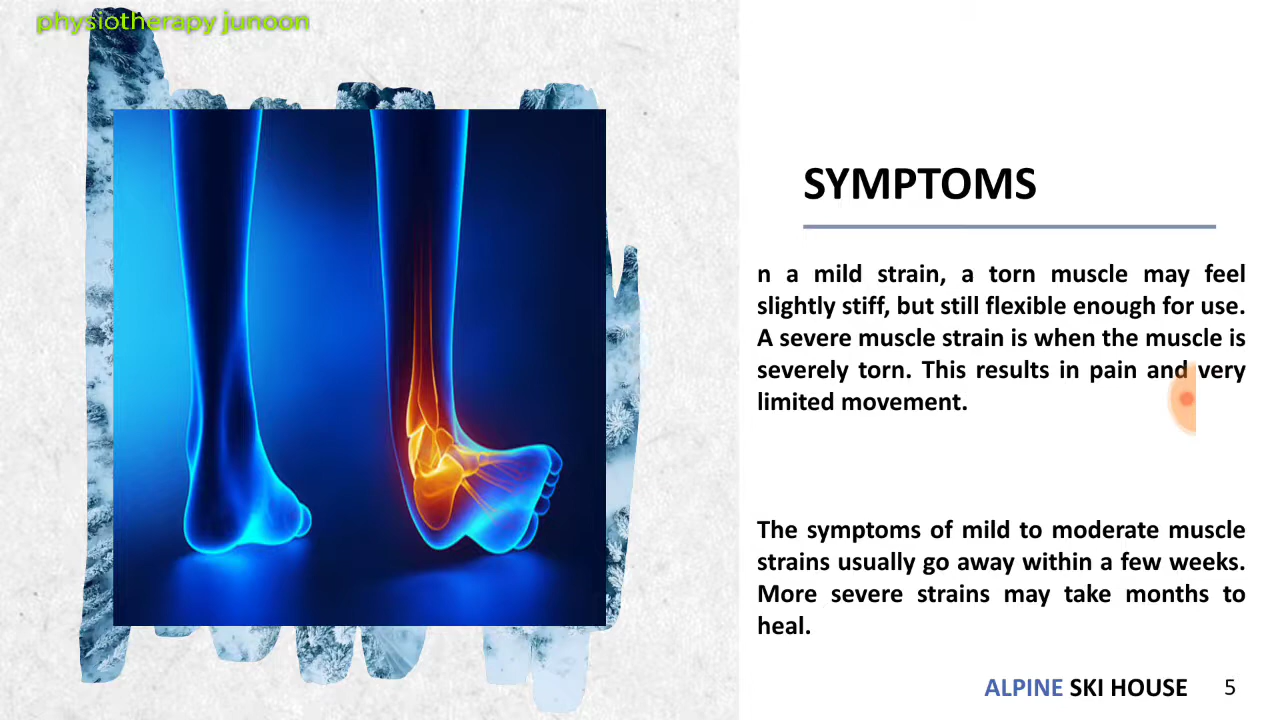 physiotherapy junoon
SYMPTOMS
n a mild strain, a torn muscle may feel
slightly stiff, but still flexible enough for use.
A severe muscle strain is when the muscle is
severely torn. This results in pain and very
limited movement.
The symptoms of mild to moderate muscle
strains usually go away within a few weeks.
More severe strains may take months to
heal.
ALPINE SKI HOUSE 5